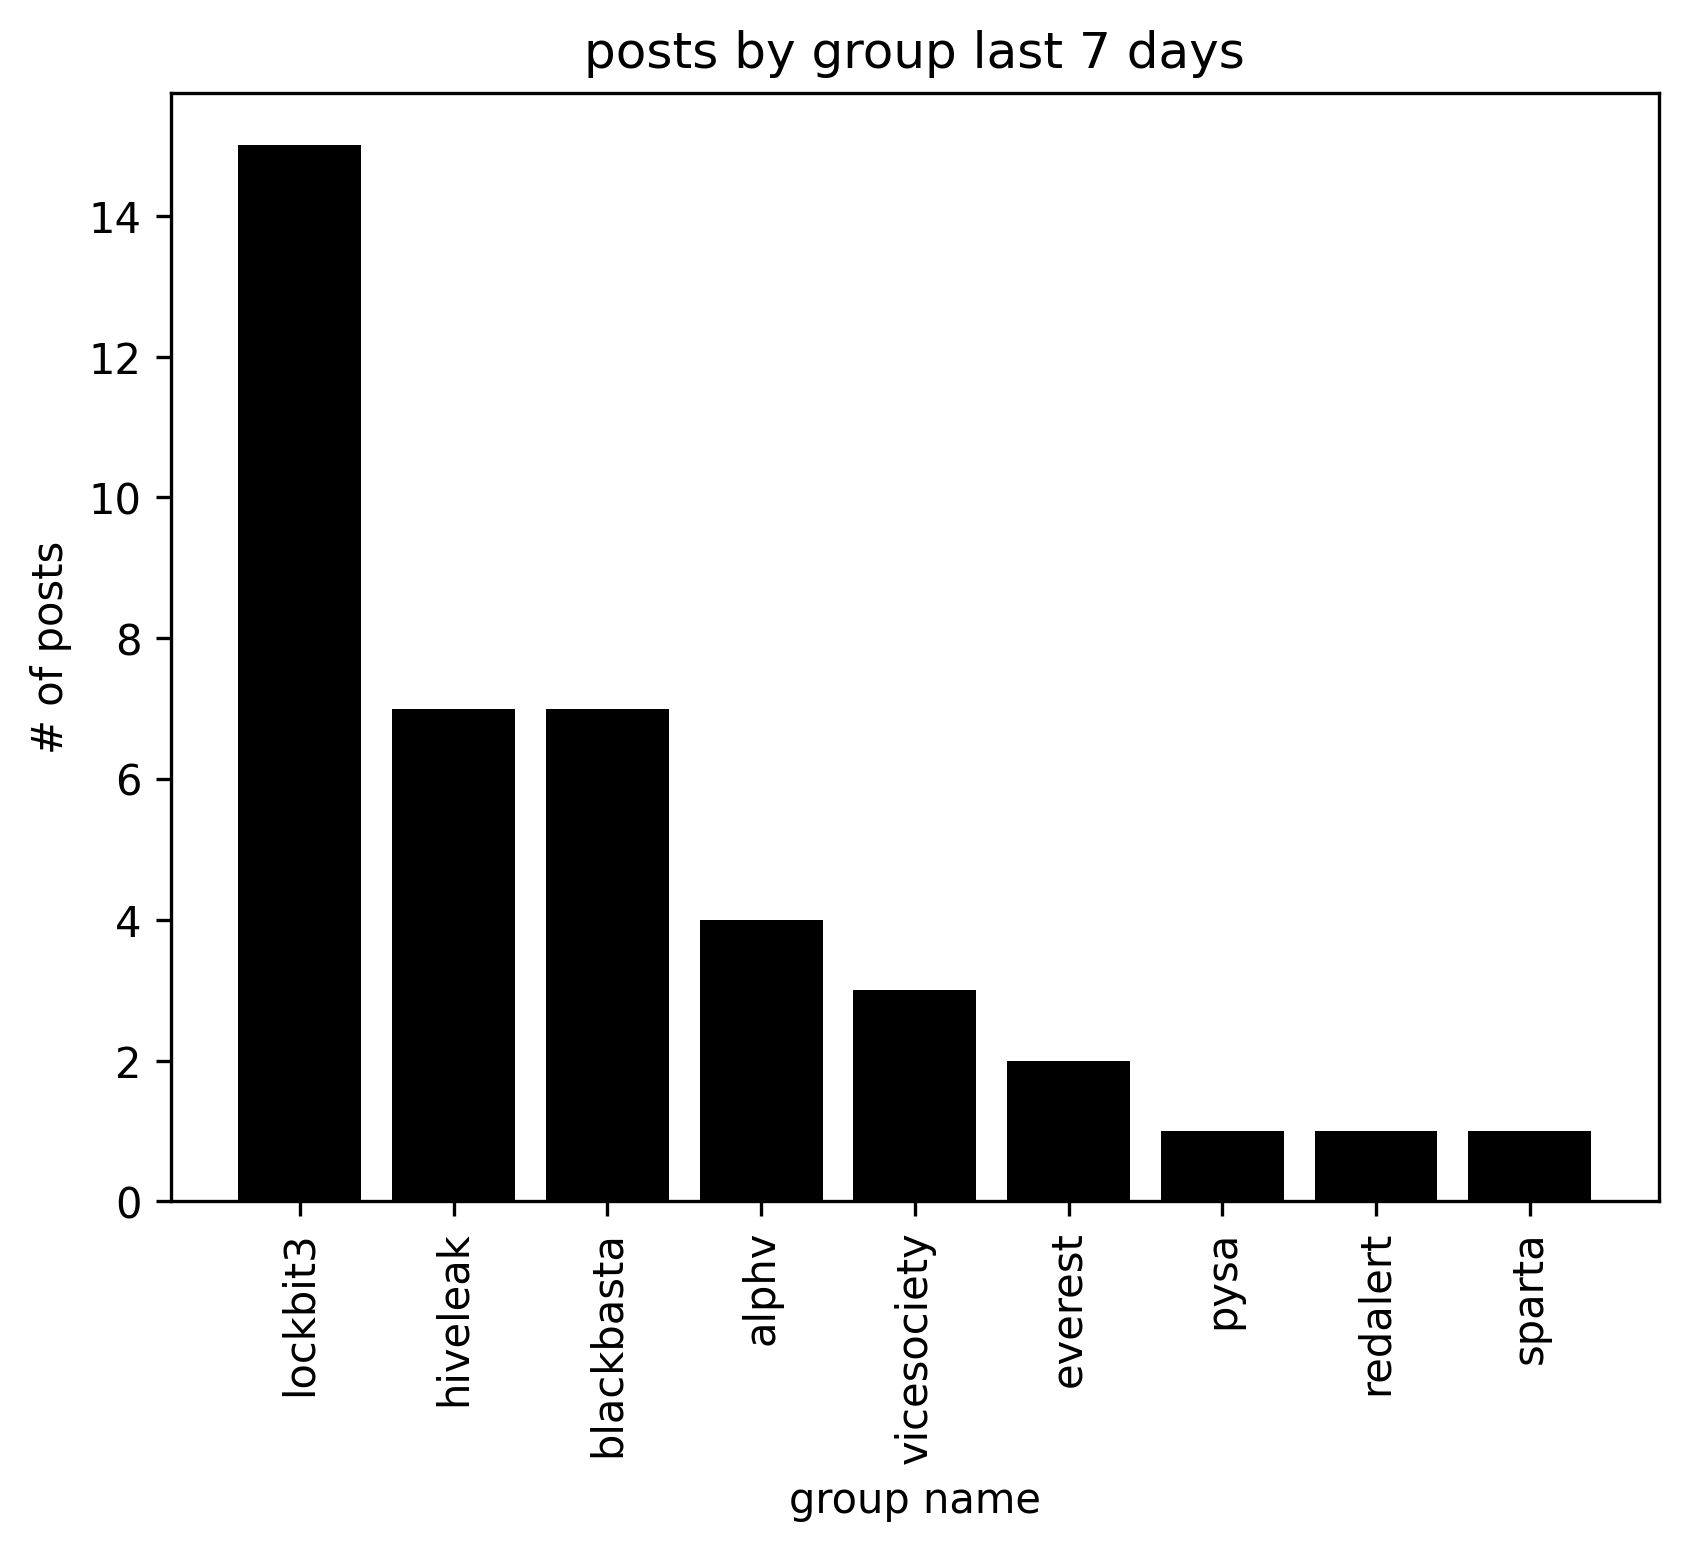 posts by group last 7 days
# of posts
14
12
10
8
6
4
2
0
lockbit3
hiveleak
blackbasta
alphv
vicesociety
everest
pysa
redalert
sparta
group name